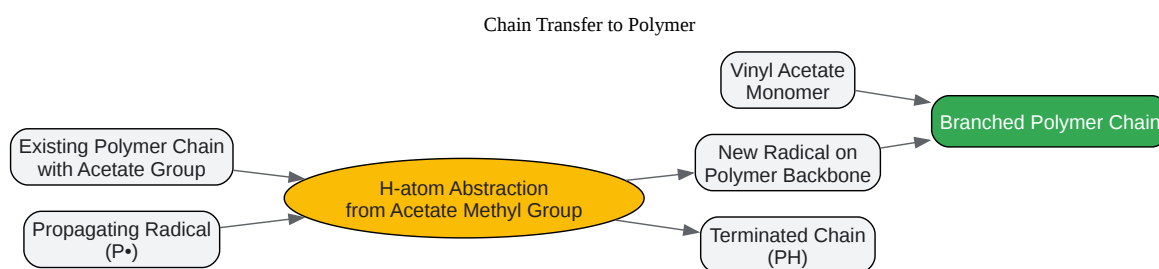 Chain Transfer to Polymer
Existing Polymer Chain
with Acetate Group
Propagating Radical
(P•)
H-atom Abstraction
from Acetate Methyl Group
Vinyl Acetate
Monomer
New Radical on
Polymer Backbone
Terminated Chain
(PH)
Branched Polymer Chain